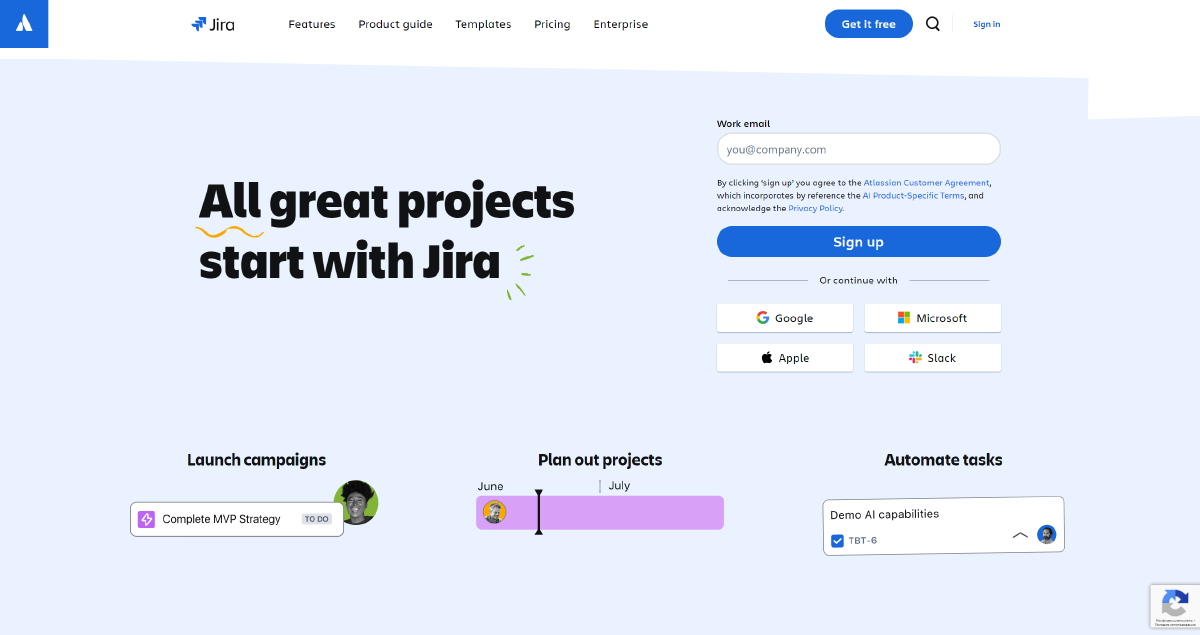 Jira
Features
Product guide
Templates
Pricing
Enterprise
Get it free
Sign in
All great projects
start with Jira
Work email
you@company.com
By clicking 'sign up' you agree to the Atlassian Customer Agreement,
which incorporates by reference the AI Product-Specific Terms, and
acknowledge the Privacy Policy.
Sign up
Or continue with
Google
Microsoft
Apple
Slack
Launch campaigns
Complete MVP Strategy
TO DO
Plan out projects
June
July
Automate tasks
Demo AI capabilities
TBT-6